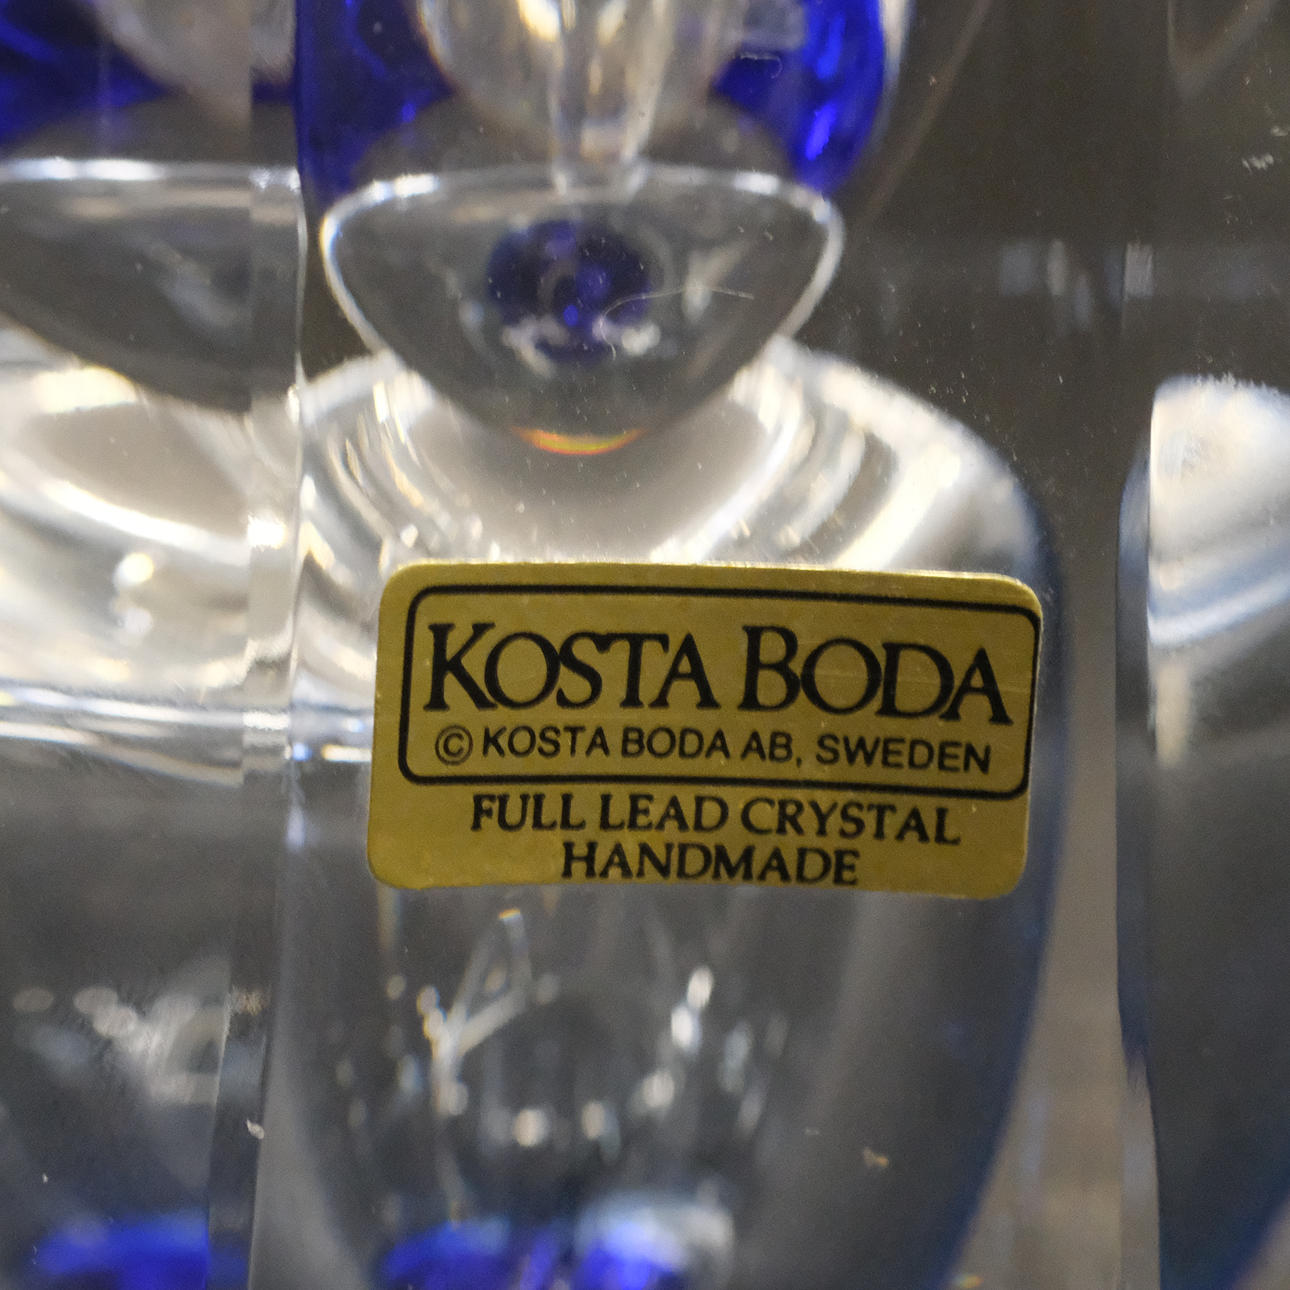 KOSTA BODA
© KOSTA BODA AB, SWEDEN
FULL LEAD CRYSTAL
HANDMADE